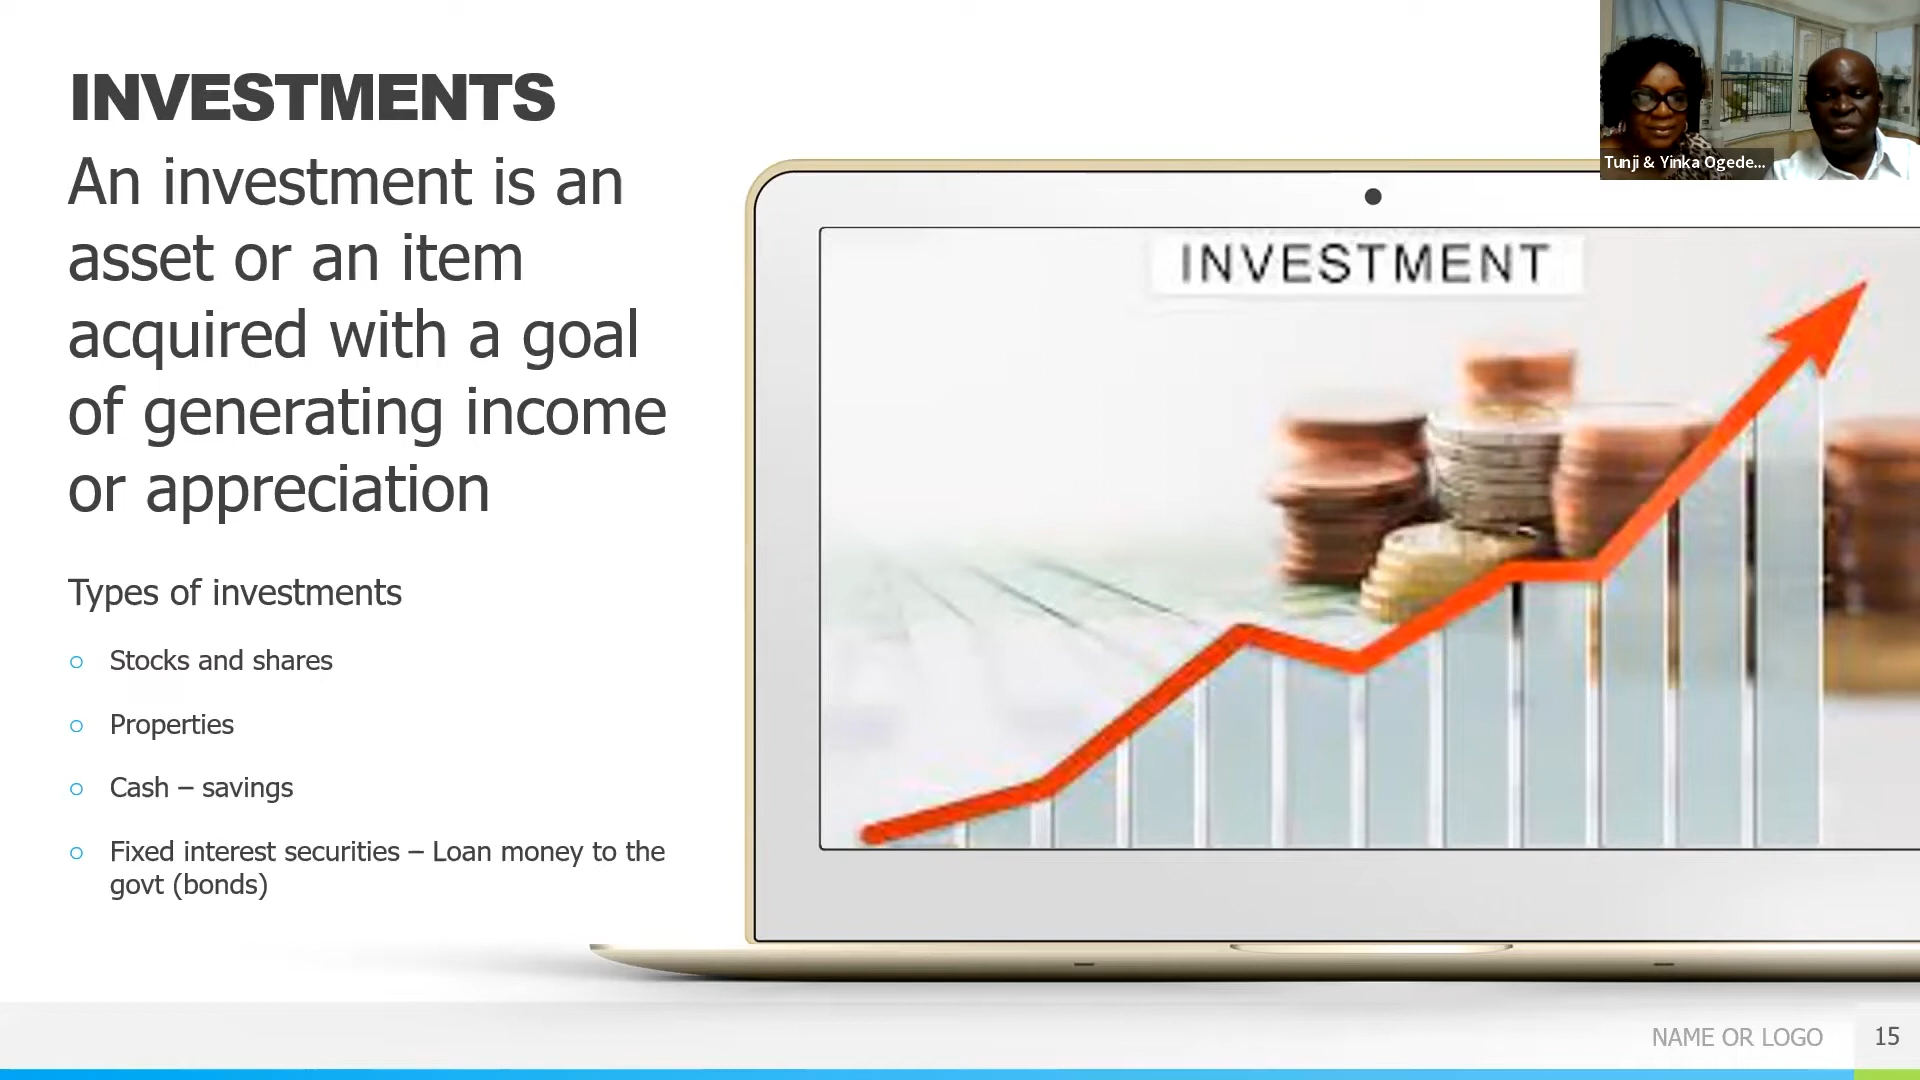 INVESTMENTS
An investment is an
asset or an item
acquired with a goal
of generating income
or appreciation
Types of investments
Stocks and shares
Properties
Cash – savings
Fixed interest securities – Loan money to the
govt (bonds)
INVESTMENT
Tunji & Yinka Ogede...
NAME OR LOGO
15